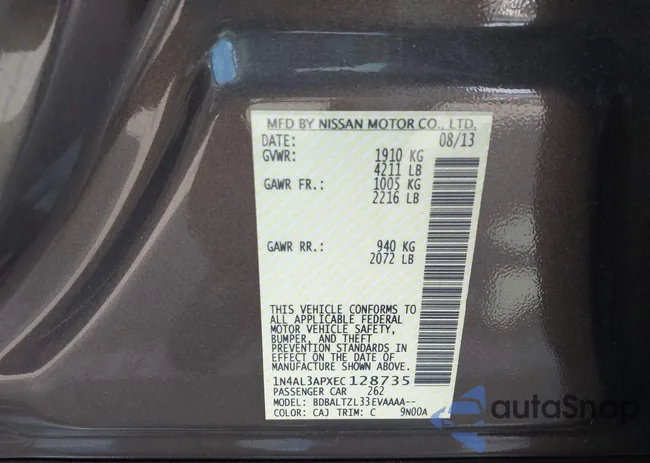 MFD BY NISSAN MOTOR CO., LTD.
DATE: 08/13
GVWR: 1910 KG
4211 LB
GAWR FR.: 1005 KG
2216 LB
GAWR RR.: 940 KG
2072 LB
THIS VEHICLE CONFORMS TO
ALL APPLICABLE FEDERAL
MOTOR VEHICLE SAFETY,
BUMPER, AND THEFT
PREVENTION STANDARDS IN
EFFECT ON THE DATE OF
MANUFACTURE SHOWN ABOVE.
1N4AL3APXEC128735
PASSENGER CAR 262
MODEL: BDBALTZL33EVAAAA--
COLOR: CAJ TRIM: C 9N00A
autoSnap